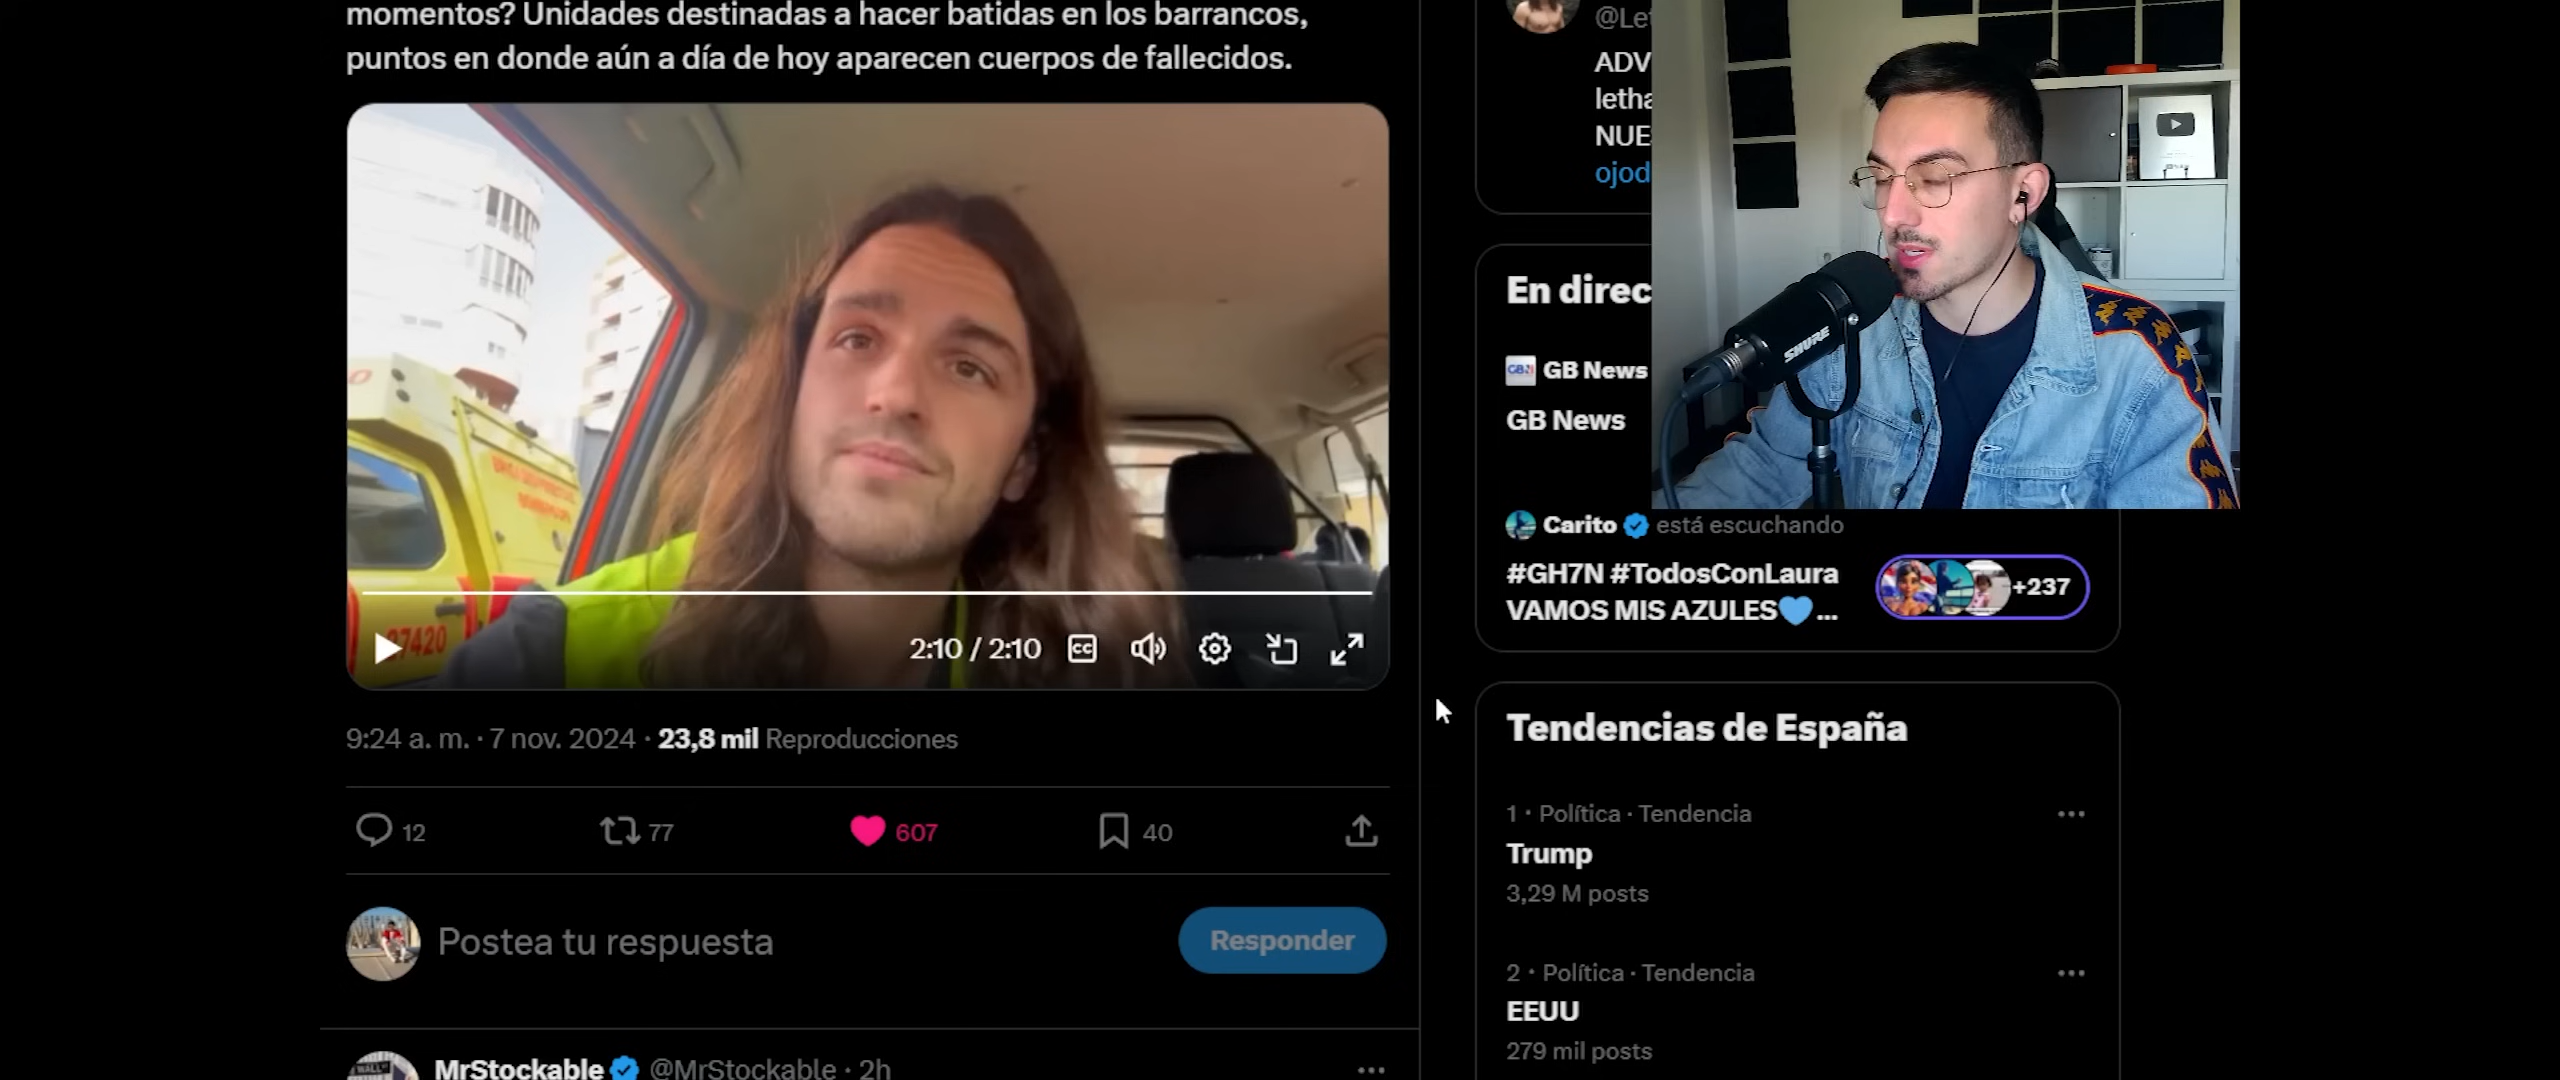 momentos? Unidades destinadas a hacer batidas en los barrancos,
puntos en donde aún a día de hoy aparecen cuerpos de fallecidos.
97420
2:10 / 2:10
CC
9:24 a. m. · 7 nov. 2024 · 23,8 mil Reproducciones
12
77
607
40
Postea tu respuesta
Responder
MrStockable @MrStockable · 2h
@Le
ADV
letha
NUE
ojod
SHURE
En direc
GBN GB News
GB News
Carito está escuchando
#GH7N #TodosConLaura
VAMOS MIS AZULES💙...
+237
Tendencias de España
1 · Política · Tendencia
Trump
3,29 M posts
2 · Política · Tendencia
EEUU
279 mil posts